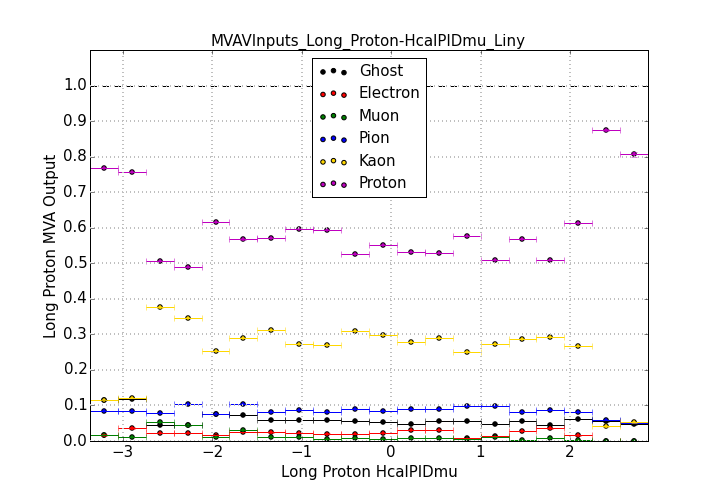 MVAVInputs_Long_Proton-HcalPIDmu_Liny
Long Proton MVA Output
1.0
0.9
0.8
0.7
0.6
0.5
0.4
0.3
0.2
0.1
0.0
Ghost
Electron
Muon
Pion
Kaon
Proton
−3 −2 −1 0 1 2
Long Proton HcalPIDmu